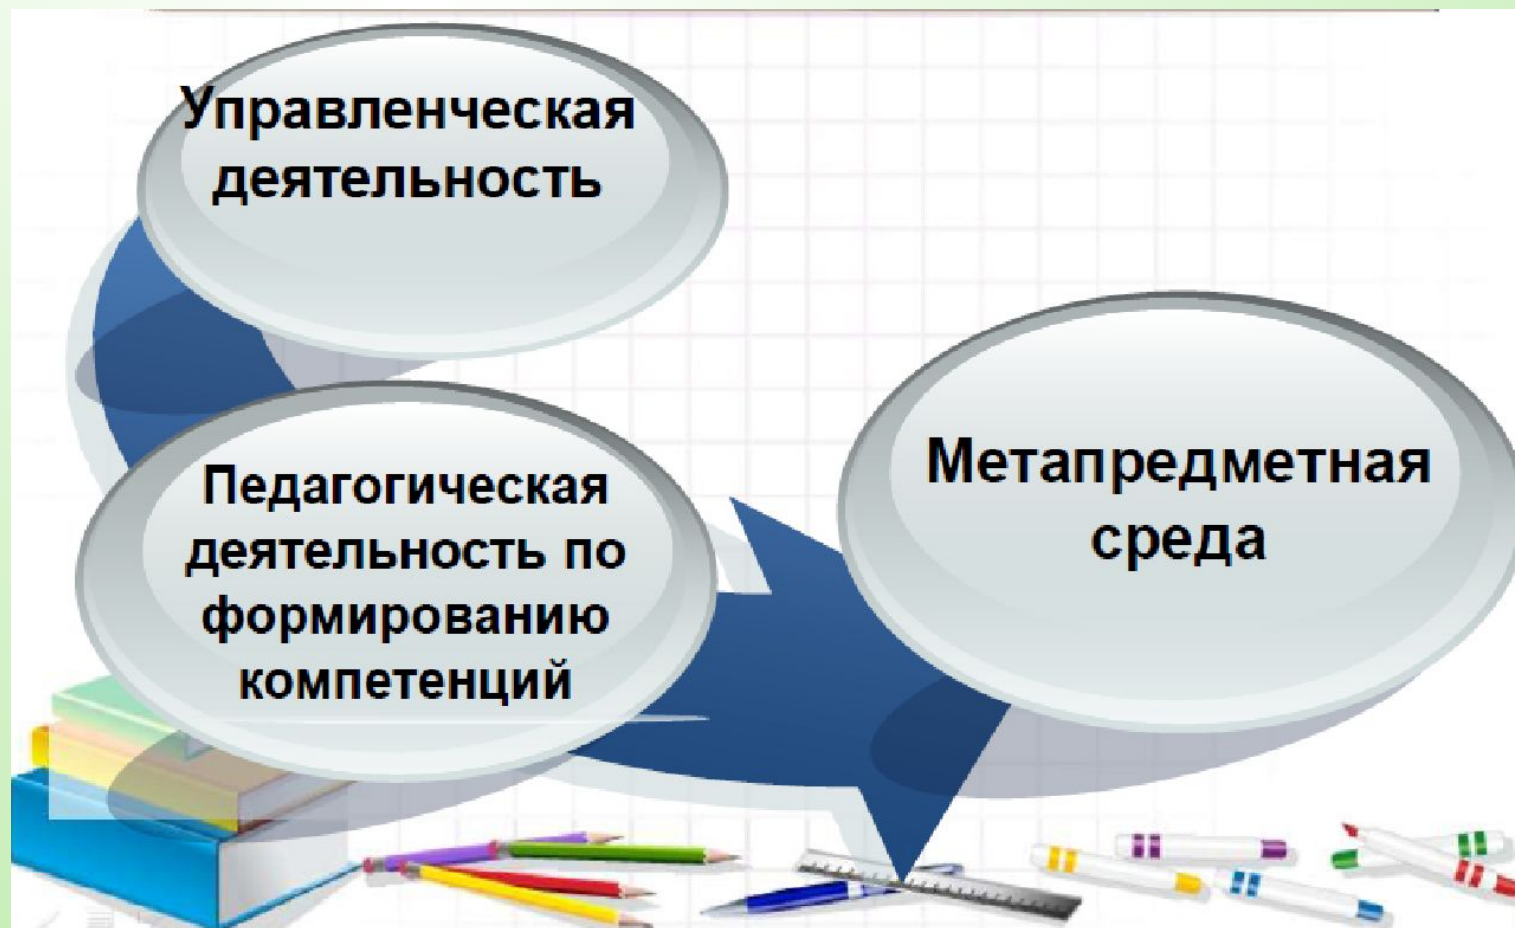 Управленческая
деятельность
Педагогическая
деятельность по
формированию
компетенций
Метапредметная
среда